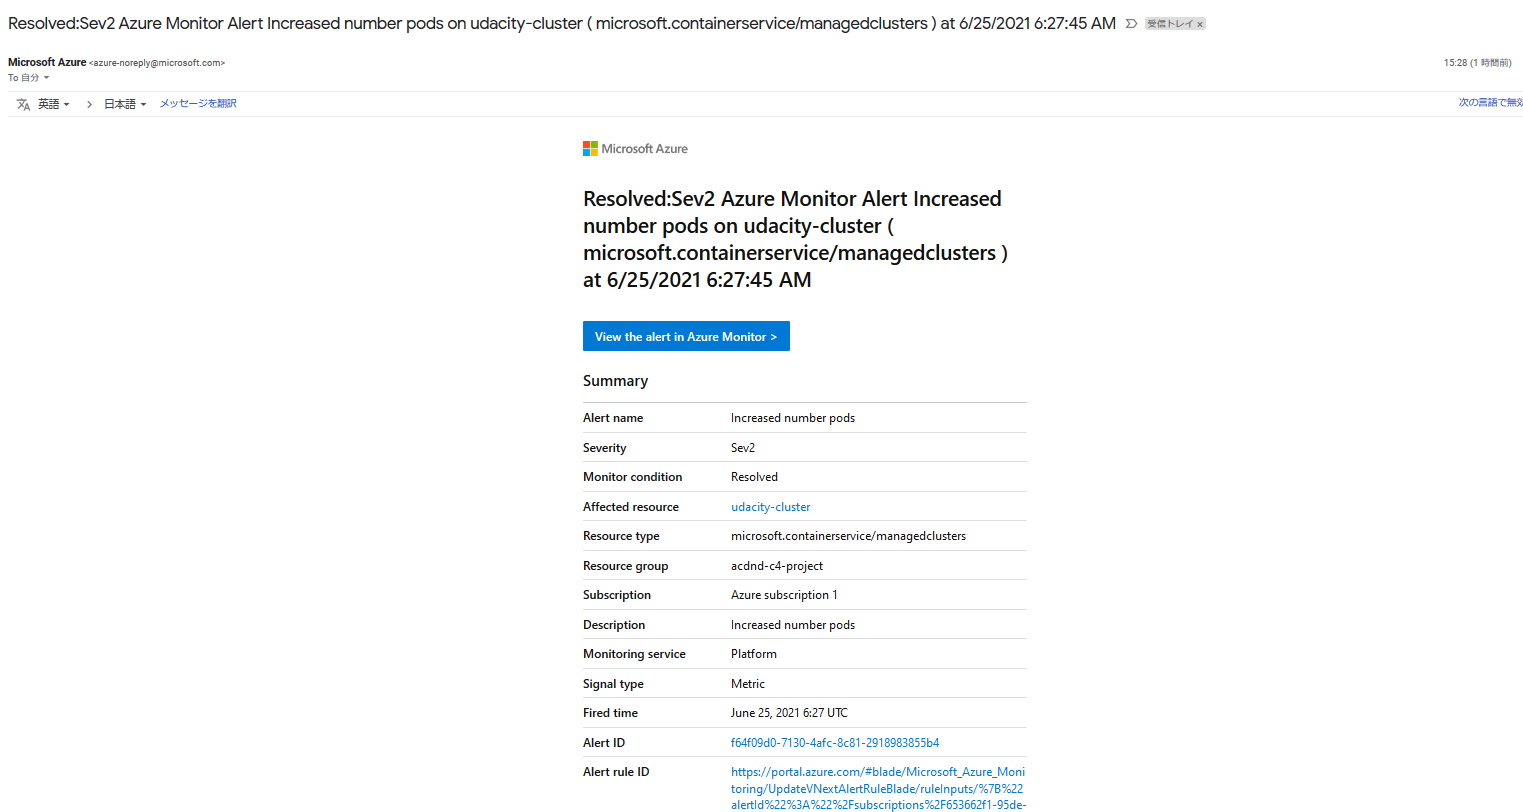 Resolved:Sev2 Azure Monitor Alert Increased number pods on udacity-cluster ( microsoft.containerservice/managedclusters ) at 6/25/2021 6:27:45 AM 受信トレイ ×
Microsoft Azure <azure-noreply@microsoft.com> 15:28 (1 時間前)
To 自分
英語 > 日本語 メッセージを翻訳 次の言語で無効
Microsoft Azure
Resolved:Sev2 Azure Monitor Alert Increased
number pods on udacity-cluster (
microsoft.containerservice/managedclusters )
at 6/25/2021 6:27:45 AM
View the alert in Azure Monitor >
Summary
Alert name Increased number pods
Severity Sev2
Monitor condition Resolved
Affected resource udacity-cluster
Resource type microsoft.containerservice/managedclusters
Resource group acdnd-c4-project
Subscription Azure subscription 1
Description Increased number pods
Monitoring service Platform
Signal type Metric
Fired time June 25, 2021 6:27 UTC
Alert ID f64f09d0-7130-4afc-8c81-2918983855b4
Alert rule ID https://portal.azure.com/#blade/Microsoft_Azure_Moni
toring/UpdateVNextAlertRuleBlade/ruleInputs/%7B%22
alertId%22%3A%22%2Fsubscriptions%2F653662f1-95de-